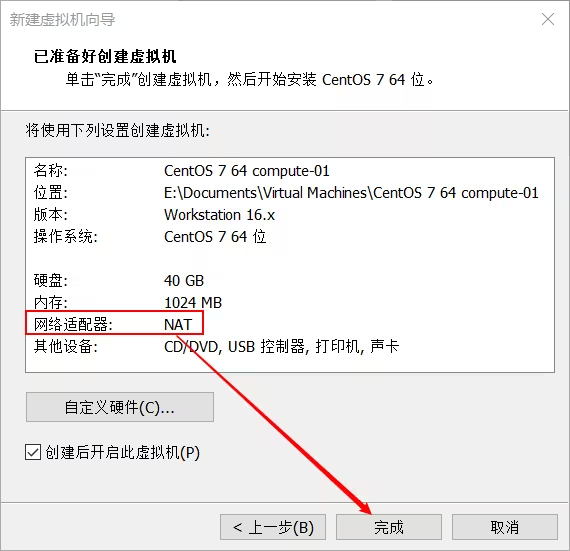 新建虚拟机向导
已准备好创建虚拟机
单击“完成”创建虚拟机，然后开始安装 CentOS 7 64 位。
将使用下列设置创建虚拟机:
名称: CentOS 7 64 compute-01
位置: E:\Documents\Virtual Machines\CentOS 7 64 compute-01
版本: Workstation 16.x
操作系统: CentOS 7 64 位
硬盘: 40 GB
内存: 1024 MB
网络适配器: NAT
其他设备: CD/DVD, USB 控制器, 打印机, 声卡
自定义硬件(C)...
创建后开启此虚拟机(P)
< 上一步(B) 完成 取消